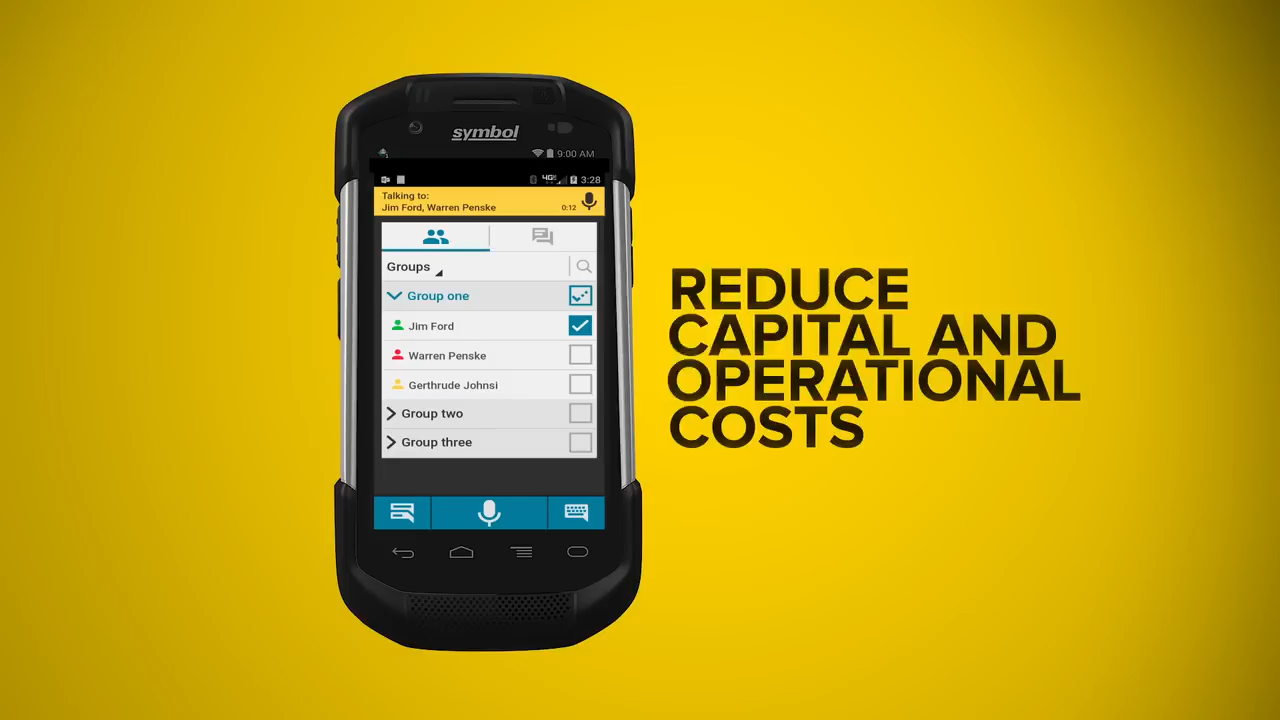 symbol
9:00 AM
4G 3:28
Talking to:
Jim Ford, Warren Penske
0:12
Groups
Group one
Jim Ford
Warren Penske
Gerthrude Johnsi
Group two
Group three
REDUCE
CAPITAL AND
OPERATIONAL
COSTS